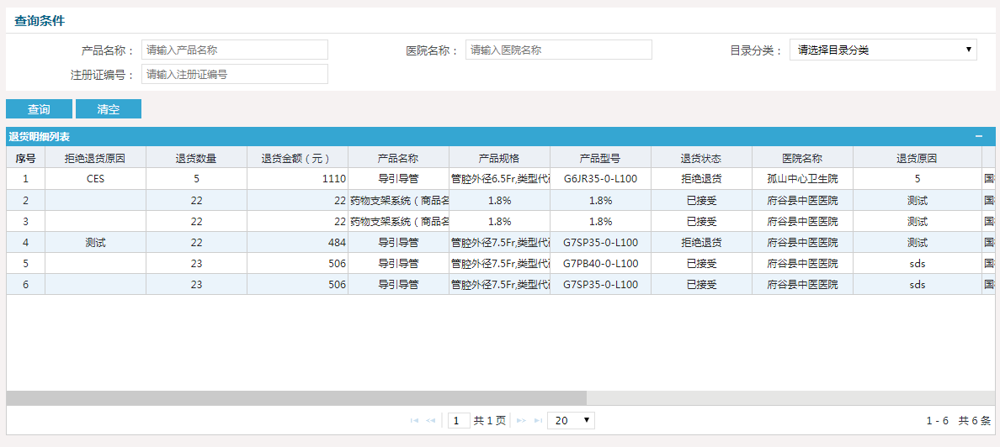 查询条件
产品名称： 请输入产品名称 医院名称： 请输入医院名称 目录分类： 请选择目录分类
注册证编号： 请输入注册证编号
查询 清空
退货明细列表
序号 拒绝退货原因 退货数量 退货金额（元） 产品名称 产品规格 产品型号 退货状态 医院名称 退货原因
1 CES 5 1110 导引导管 管腔外径6.5Fr,类型代码 G6JR35-0-L100 拒绝退货 孤山中心卫生院 5 国
2 22 22 药物支架系统（商品名 1.8% 1.8% 已接受 府谷县中医医院 测试 国
3 22 22 药物支架系统（商品名 1.8% 1.8% 已接受 府谷县中医医院 测试 国
4 测试 22 484 导引导管 管腔外径7.5Fr,类型代码 G7SP35-0-L100 拒绝退货 府谷县中医医院 测试 国
5 23 506 导引导管 管腔外径7.5Fr,类型代码 G7PB40-0-L100 已接受 府谷县中医医院 sds 国
6 23 506 导引导管 管腔外径7.5Fr,类型代码 G7SP35-0-L100 已接受 府谷县中医医院 sds 国
1 共 1 页 20 1 - 6 共 6 条